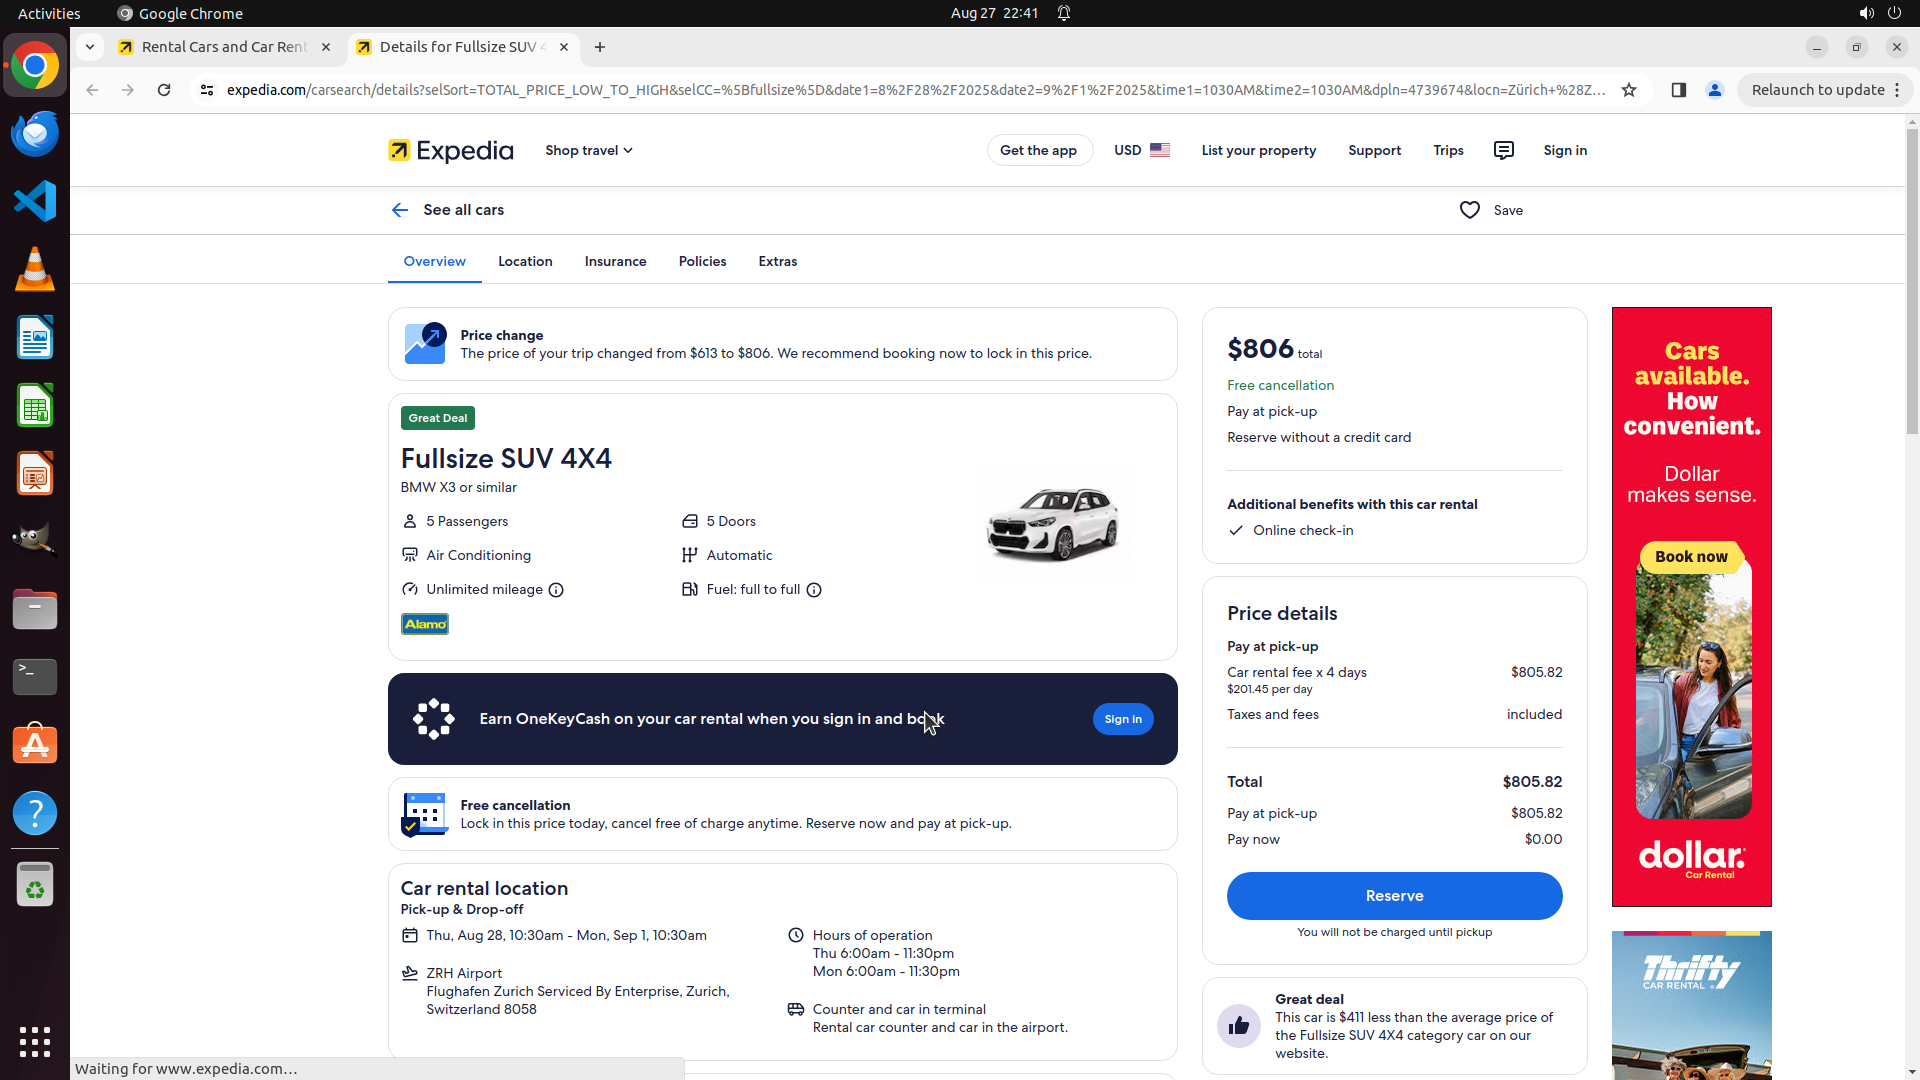 Activities
Google Chrome
Aug 27 22:41
Rental Cars and Car Rent
Details for Fullsize SUV 4
expedia.com/carsearch/details?selSort=TOTAL_PRICE_LOW_TO_HIGH&selCC=%5Bfullsize%5D&date1=8%2F28%2F2025&date2=9%2F1%2F2025&time1=1030AM&time2=1030AM&dpln=4739674&locn=Zürich+%28Z...
Relaunch to update
Expedia
Shop travel
Get the app
USD
List your property
Support
Trips
Sign in
See all cars
Save
Overview
Location
Insurance
Policies
Extras
Price change
The price of your trip changed from $613 to $806. We recommend booking now to lock in this price.
Great Deal
Fullsize SUV 4X4
BMW X3 or similar
5 Passengers
5 Doors
Air Conditioning
Automatic
Unlimited mileage
Fuel: full to full
Alamo
Earn OneKeyCash on your car rental when you sign in and book
Sign in
Free cancellation
Lock in this price today, cancel free of charge anytime. Reserve now and pay at pick-up.
Car rental location
Pick-up & Drop-off
Thu, Aug 28, 10:30am - Mon, Sep 1, 10:30am
ZRH Airport
Flughafen Zurich Serviced By Enterprise, Zurich,
Switzerland 8058
Hours of operation
Thu 6:00am - 11:30pm
Mon 6:00am - 11:30pm
Counter and car in terminal
Rental car counter and car in the airport.
$806 total
Free cancellation
Pay at pick-up
Reserve without a credit card
Additional benefits with this car rental
Online check-in
Price details
Pay at pick-up
Car rental fee x 4 days $805.82
$201.45 per day
Taxes and fees included
Total $805.82
Pay at pick-up $805.82
Pay now $0.00
Reserve
You will not be charged until pickup
Great deal
This car is $411 less than the average price of
the Fullsize SUV 4X4 category car on our
website.
Cars
available.
How
convenient.
Dollar
makes sense.
Book now
dollar.
Car Rental
Thrifty
CAR RENTAL
Waiting for www.expedia.com...